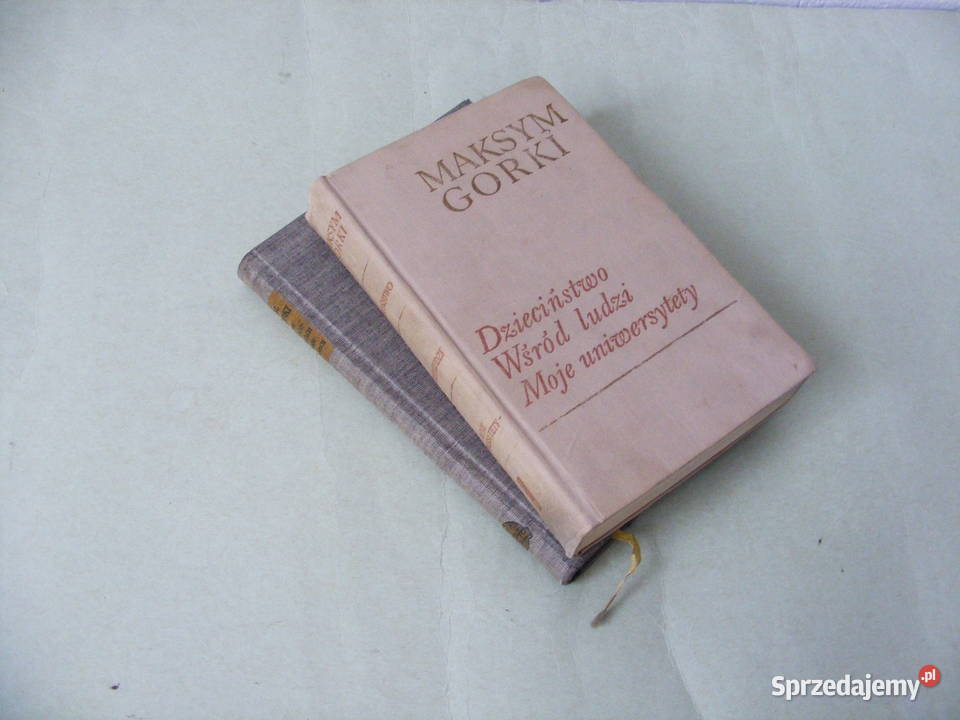 MAKSYM
GORKI
Dzieciństwo
Wśród ludzi
Moje uniwersytety
Sprzedajemy.pl